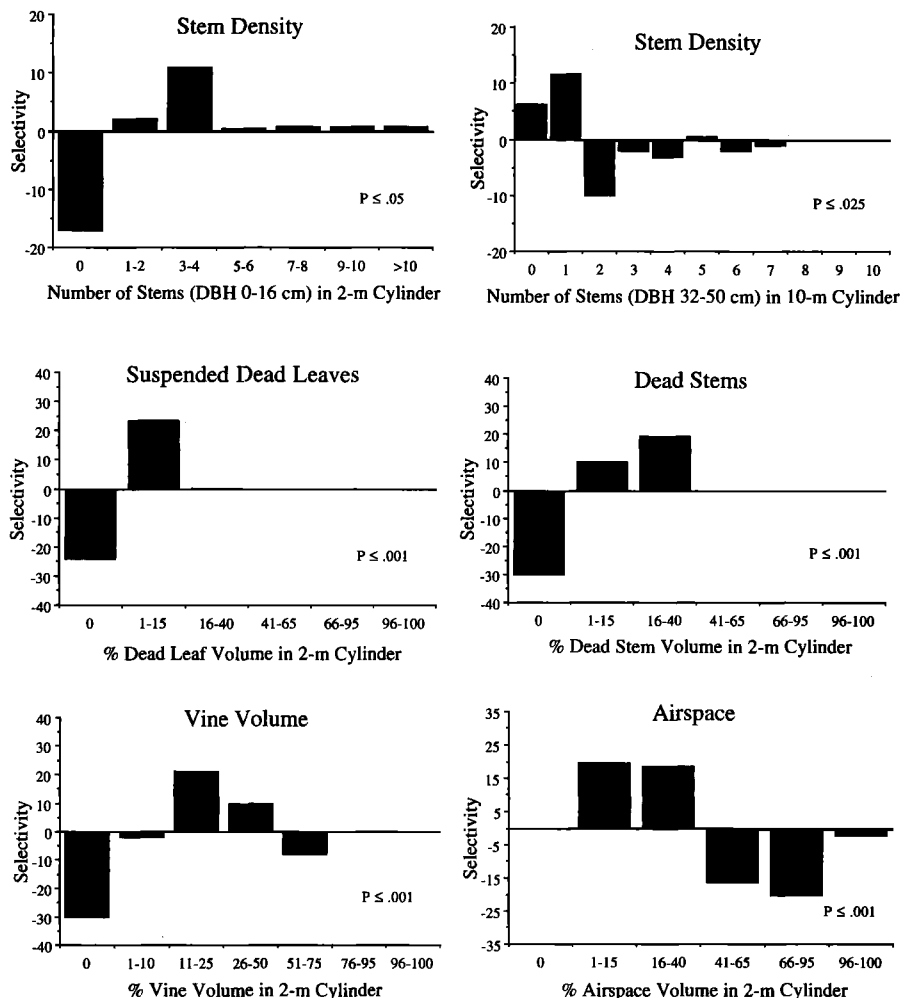 Stem Density
20
10
0
-10
-20
Selectivity
P ≤ .05
0 1-2 3-4 5-6 7-8 9-10 >10
Number of Stems (DBH 0-16 cm) in 2-m Cylinder
Stem Density
20
15
10
5
0
-5
-10
-15
-20
Selectivity
P ≤ .025
0 1 2 3 4 5 6 7 8 9 10
Number of Stems (DBH 32-50 cm) in 10-m Cylinder
Suspended Dead Leaves
40
30
20
10
0
-10
-20
-30
-40
Selectivity
P ≤ .001
0 1-15 16-40 41-65 66-95 96-100
% Dead Leaf Volume in 2-m Cylinder
Dead Stems
40
30
20
10
0
-10
-20
-30
-40
Selectivity
P ≤ .001
0 1-15 16-40 41-65 66-95 96-100
% Dead Stem Volume in 2-m Cylinder
Vine Volume
40
30
20
10
0
-10
-20
-30
-40
Selectivity
P ≤ .001
0 1-10 11-25 26-50 51-75 76-95 96-100
% Vine Volume in 2-m Cylinder
Airspace
35
25
15
5
-5
-15
-25
-35
Selectivity
P ≤ .001
0 1-15 16-40 41-65 66-95 96-100
% Airspace Volume in 2-m Cylinder